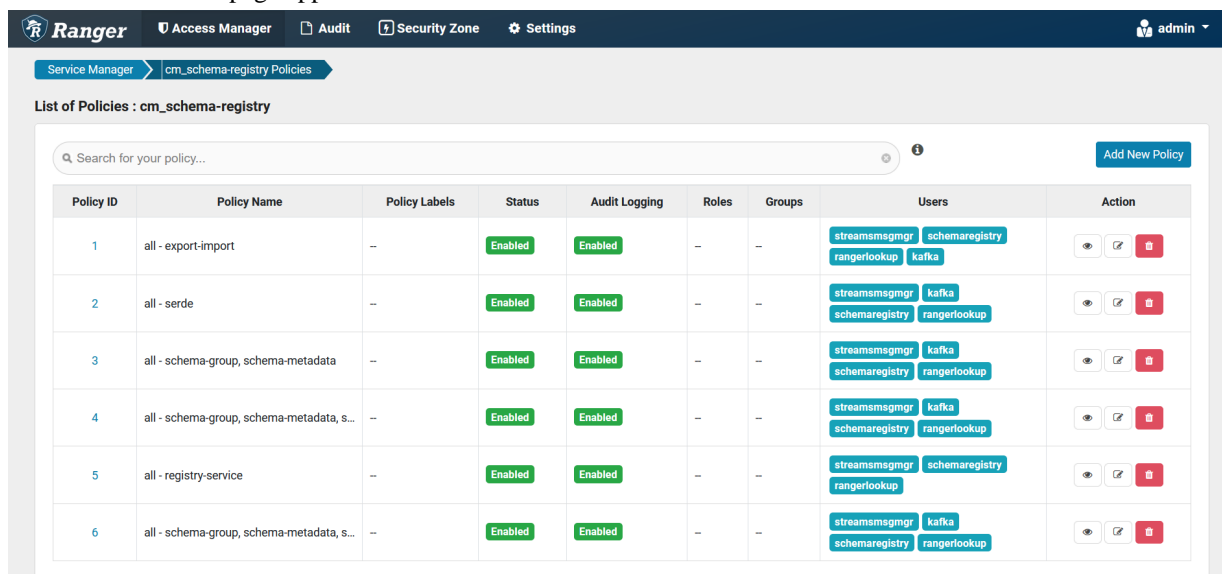 Ranger Access Manager Audit Security Zone Settings admin
Service Manager cm_schema-registry Policies
List of Policies : cm_schema-registry
Search for your policy... Add New Policy
Policy ID Policy Name Policy Labels Status Audit Logging Roles Groups Users Action
1 all - export-import -- Enabled Enabled -- -- streamsmsgmgr schemaregistry
rangerlookup kafka
2 all - serde -- Enabled Enabled -- -- streamsmsgmgr kafka
schemaregistry rangerlookup
3 all - schema-group, schema-metadata -- Enabled Enabled -- -- streamsmsgmgr kafka
schemaregistry rangerlookup
4 all - schema-group, schema-metadata, s... -- Enabled Enabled -- -- streamsmsgmgr kafka
schemaregistry rangerlookup
5 all - registry-service -- Enabled Enabled -- -- streamsmsgmgr schemaregistry
rangerlookup
6 all - schema-group, schema-metadata, s... -- Enabled Enabled -- -- streamsmsgmgr kafka
schemaregistry rangerlookup